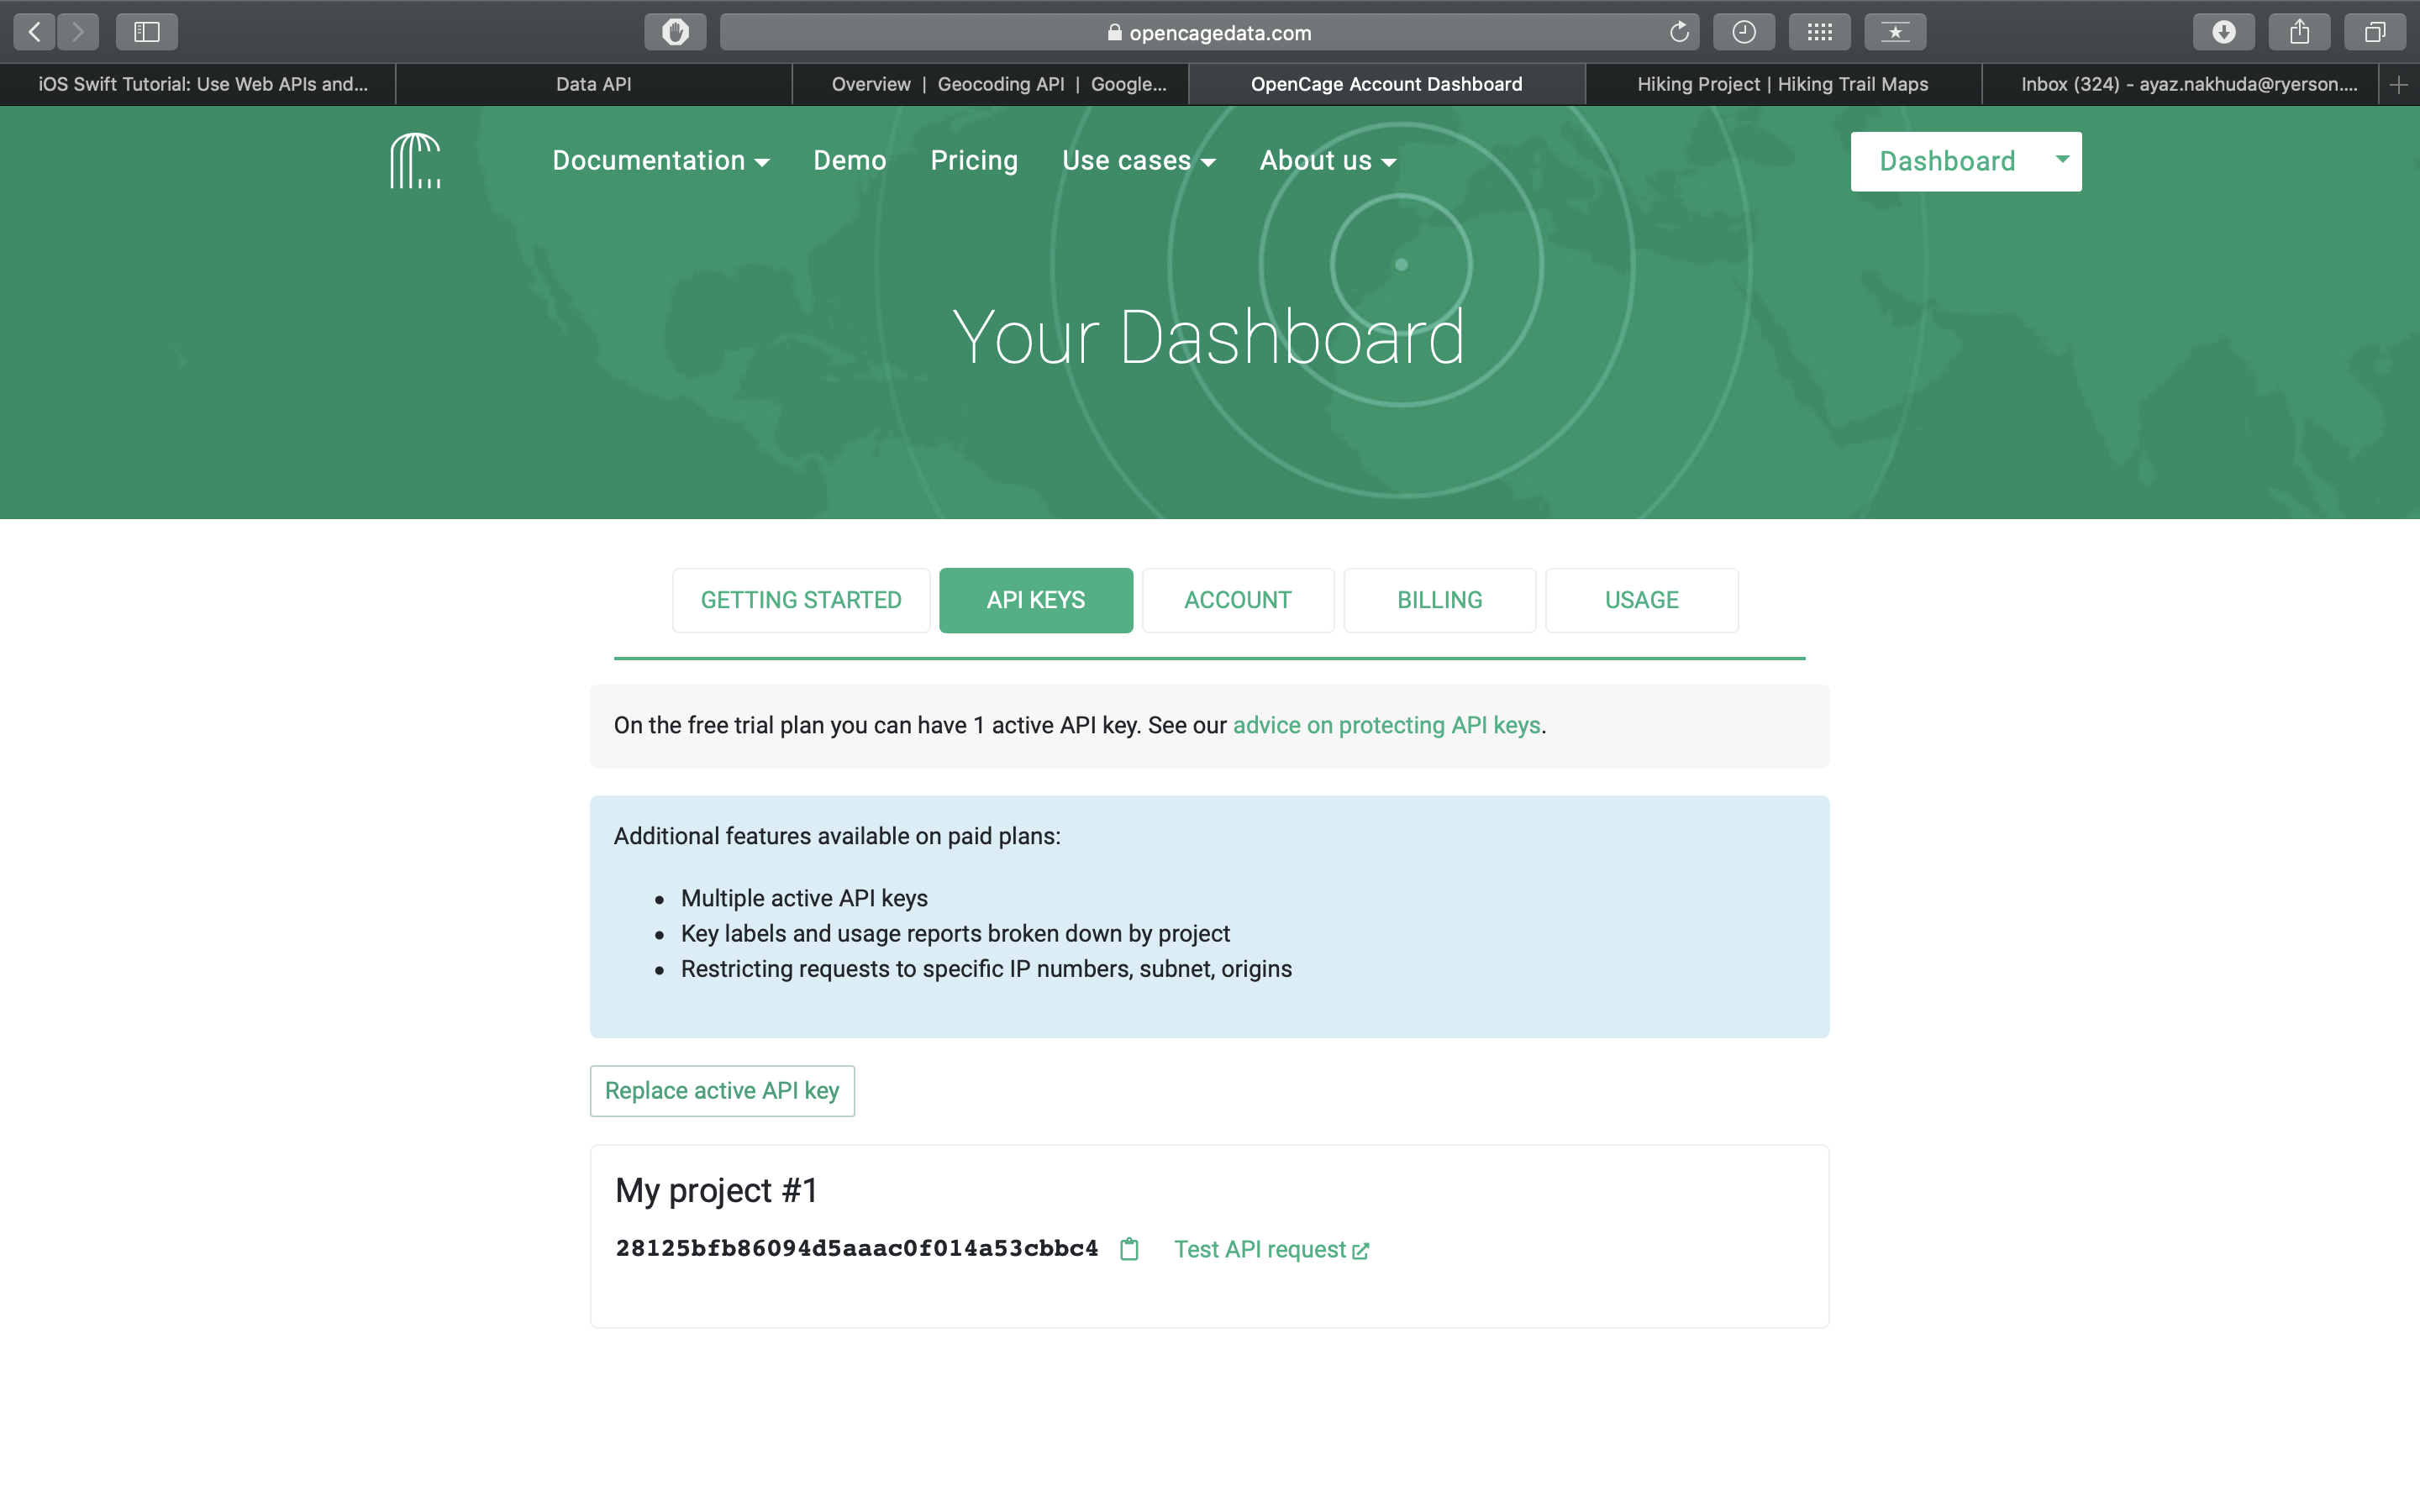 opencagedata.com
iOS Swift Tutorial: Use Web APIs and...
Data API
Overview | Geocoding API | Google...
OpenCage Account Dashboard
Hiking Project | Hiking Trail Maps
Inbox (324) - ayaz.nakhuda@ryerson....
Documentation
Demo
Pricing
Use cases
About us
Dashboard
Your Dashboard
GETTING STARTED
API KEYS
ACCOUNT
BILLING
USAGE
On the free trial plan you can have 1 active API key. See our advice on protecting API keys.
Additional features available on paid plans:
Multiple active API keys
Key labels and usage reports broken down by project
Restricting requests to specific IP numbers, subnet, origins
Replace active API key
My project #1
28125bfb86094d5aaac0f014a53cbbc4
Test API request